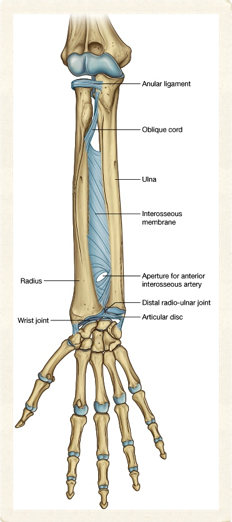 Anular ligament
Oblique cord
Ulna
Interosseous
membrane
Radius
Aperture for anterior
interosseous artery
Distal radio-ulnar joint
Wrist joint
Articular disc